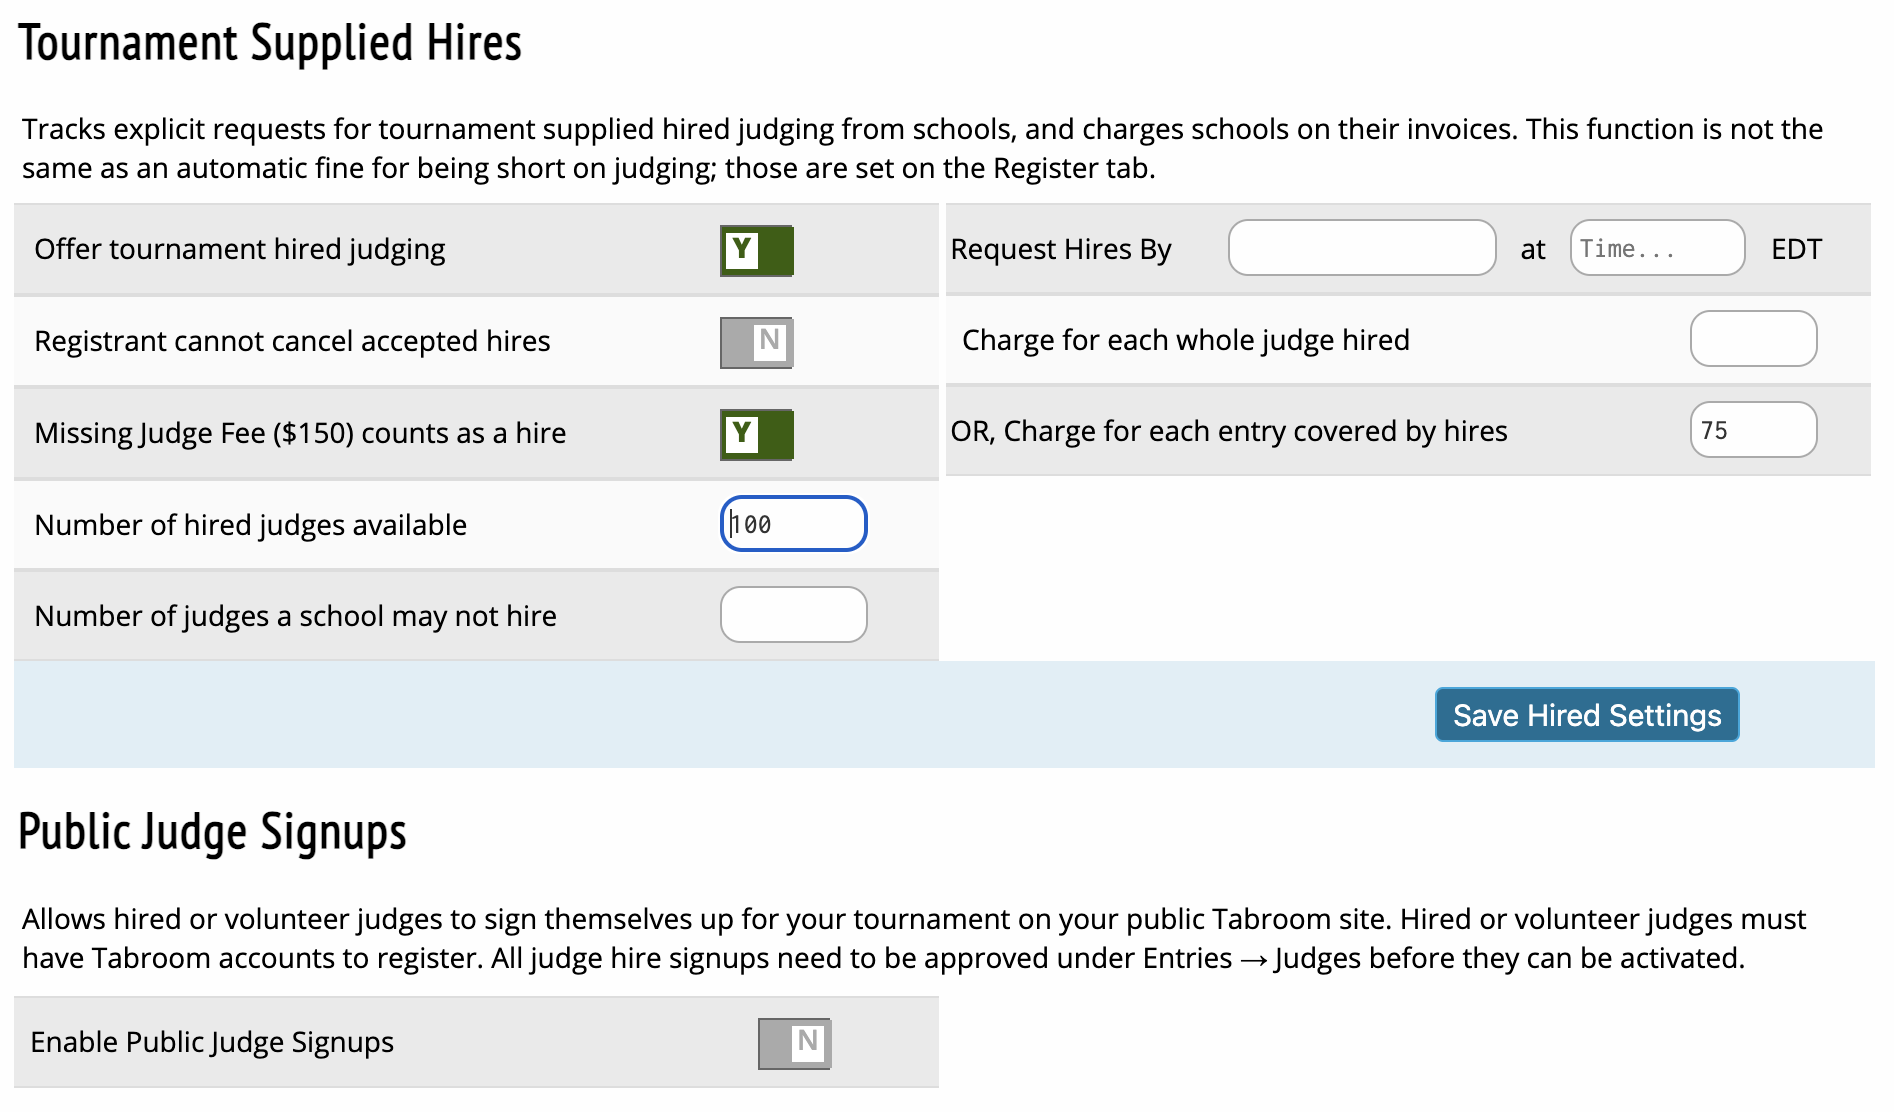 Tournament Supplied Hires
Tracks explicit requests for tournament supplied hired judging from schools, and charges schools on their invoices. This function is not the
same as an automatic fine for being short on judging; those are set on the Register tab.
Offer tournament hired judging Y
Registrant cannot cancel accepted hires N
Missing Judge Fee ($150) counts as a hire Y
Number of hired judges available 100
Number of judges a school may not hire
Request Hires By at Time... EDT
Charge for each whole judge hired
OR, Charge for each entry covered by hires 75
Save Hired Settings
Public Judge Signups
Allows hired or volunteer judges to sign themselves up for your tournament on your public Tabroom site. Hired or volunteer judges must
have Tabroom accounts to register. All judge hire signups need to be approved under Entries → Judges before they can be activated.
Enable Public Judge Signups N